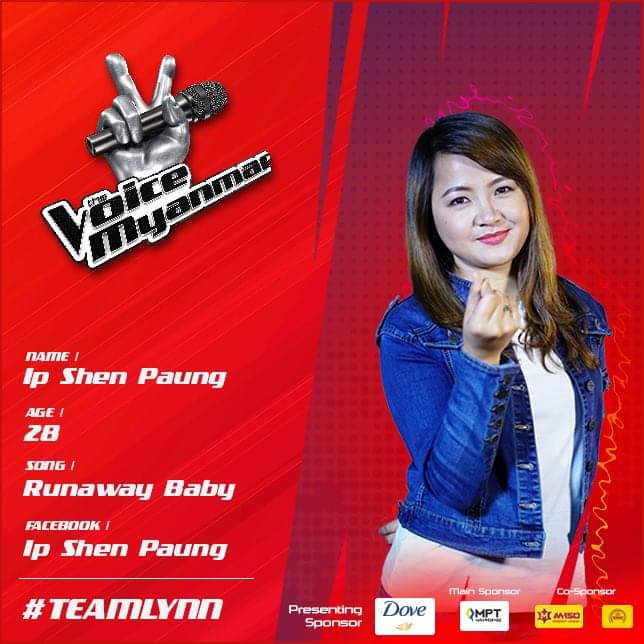 The
Voice
Myanmar
NAME /
Ip Shen Paung
AGE /
28
SONG /
Runaway Baby
FACEBOOK /
Ip Shen Paung
#TEAMLYNN
Presenting
Sponsor
Dove
Main Sponsor
MPT
Co-Sponsor